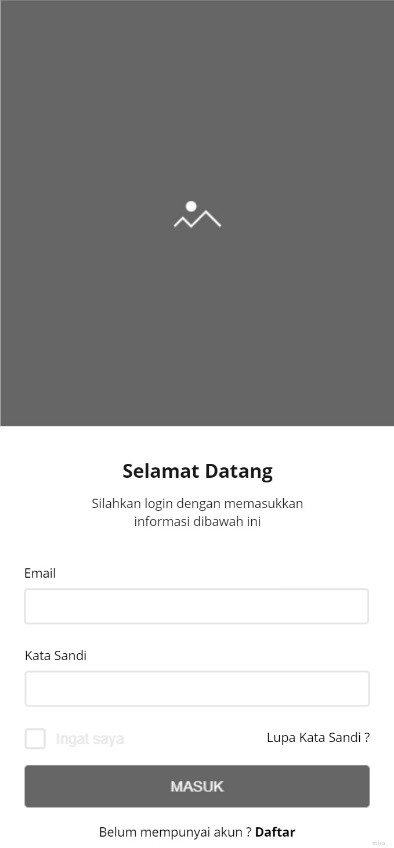 Selamat Datang
Silahkan login dengan memasukkan
informasi dibawah ini
Email
Kata Sandi
Ingat saya
Lupa Kata Sandi ?
MASUK
Belum mempunyai akun ? Daftar